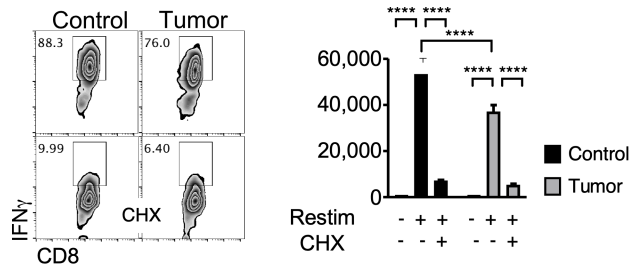 Control Tumor
88.3 76.0
9.99 6.40
CHX
IFNγ
CD8
**** ****
****
**** ****
60,000
40,000
20,000
0
Restim - + + - + +
CHX - - + - - +
Control
Tumor